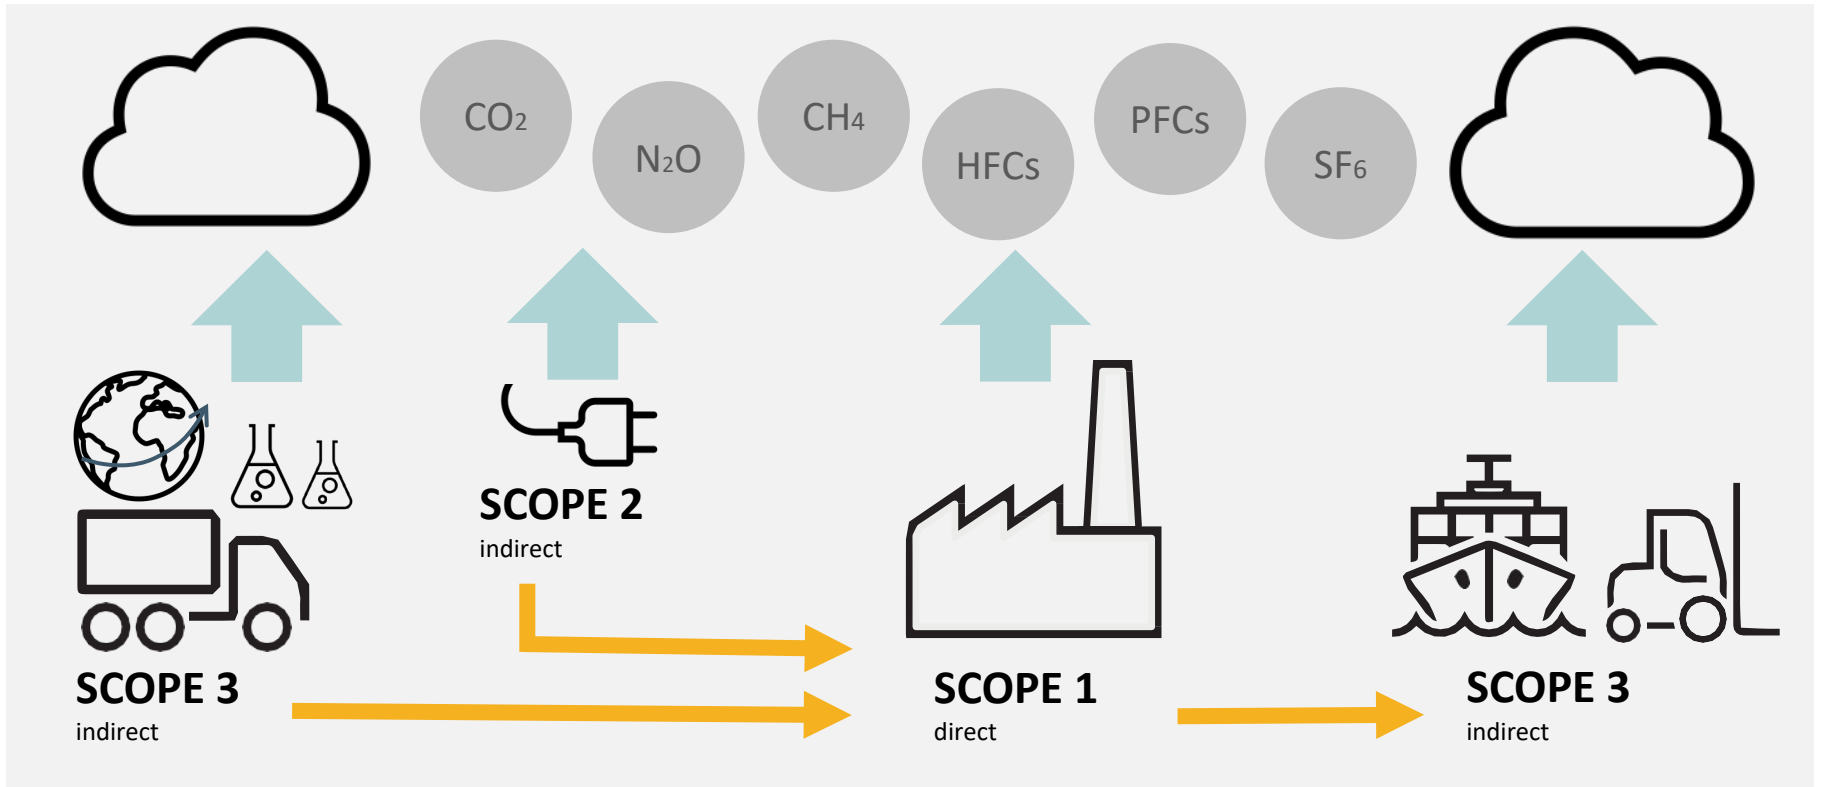 CO₂
N₂O
CH₄
HFCs
PFCs
SF₆
SCOPE 2
indirect
SCOPE 3
indirect
SCOPE 1
direct
SCOPE 3
indirect